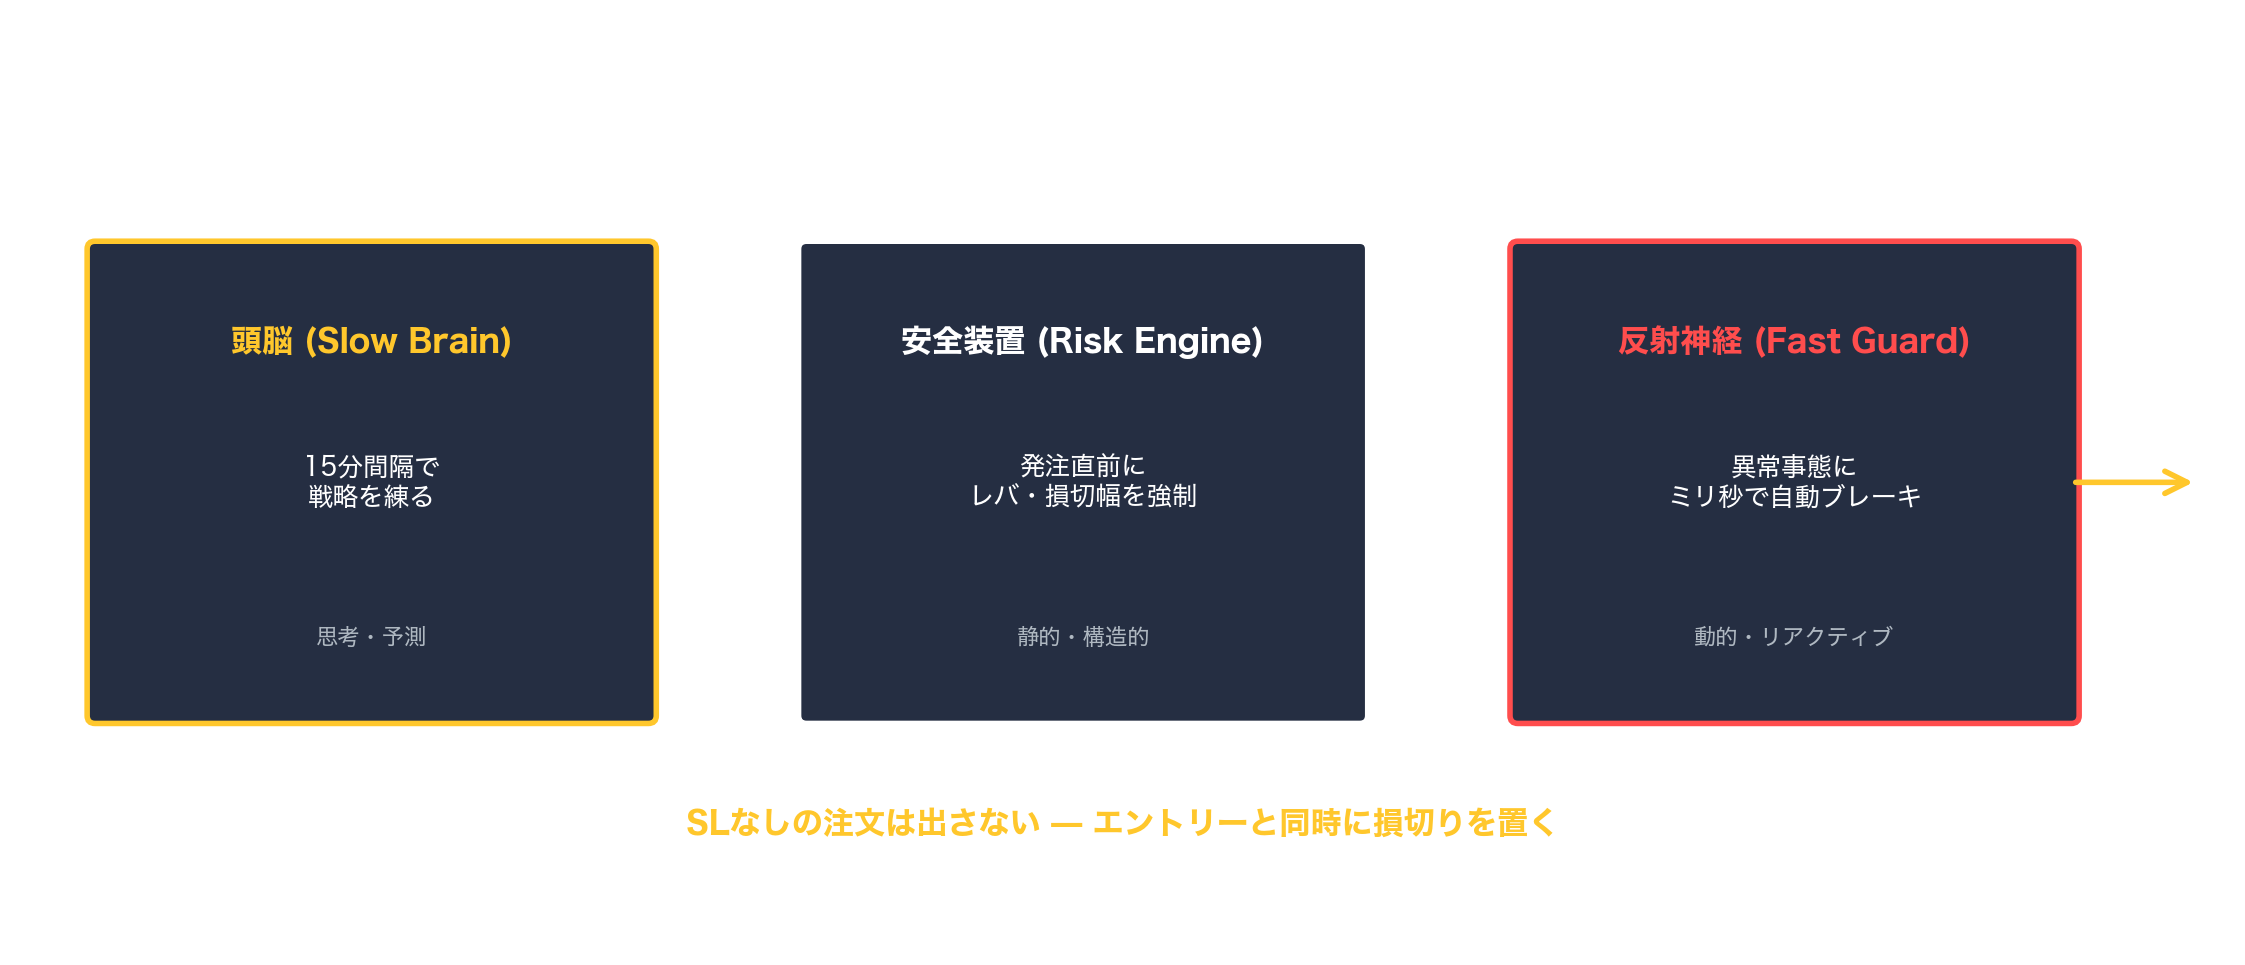 頭脳 (Slow Brain)
15分間隔で
戦略を練る
思考・予測
安全装置 (Risk Engine)
発注直前に
レバ・損切幅を強制
静的・構造的
反射神経 (Fast Guard)
異常事態に
ミリ秒で自動ブレーキ
動的・リアクティブ
SLなしの注文は出さない — エントリーと同時に損切りを置く